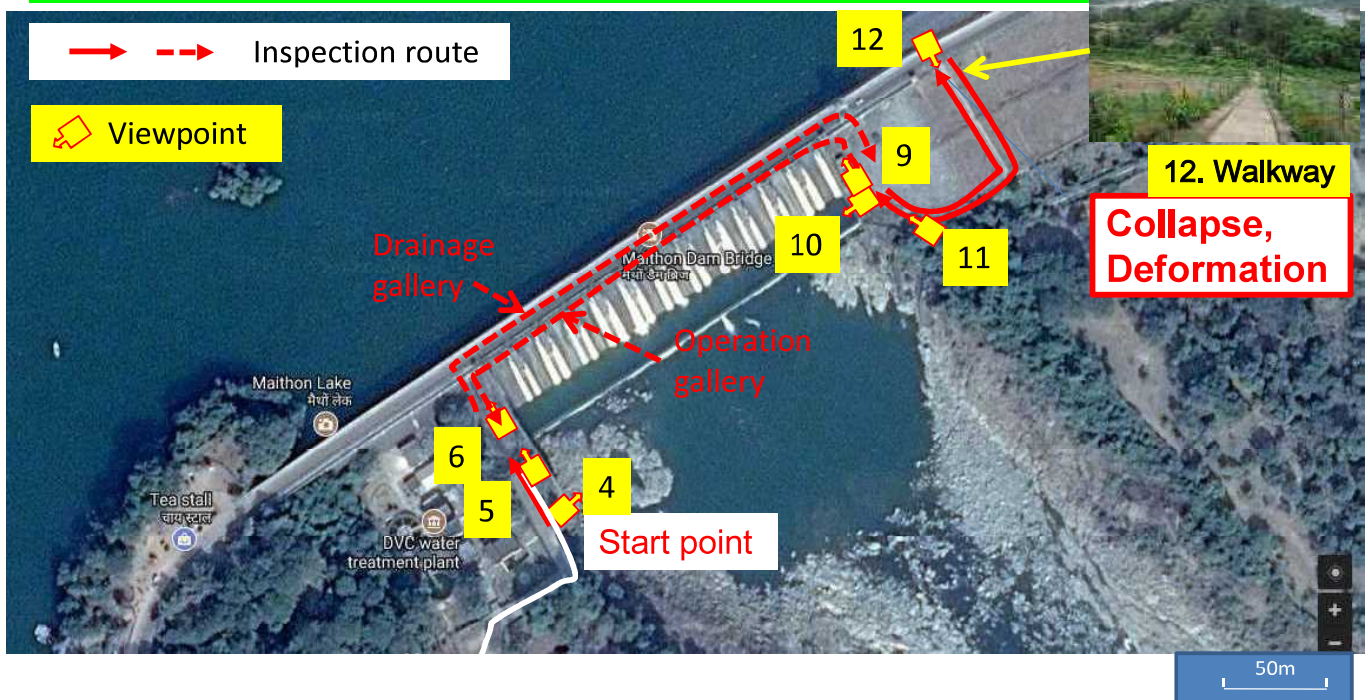 Inspection route
Viewpoint
12
9
10
11
12. Walkway
Collapse,
Deformation
Drainage
gallery
Maithon Dam Bridge
मैथॉ डैम ब्रिज
Operation
gallery
Maithon Lake
मैथॉ लेक
6
5
4
Tea stall
चाय स्टाल
DVC water
treatment plant
Start point
+
−
50m